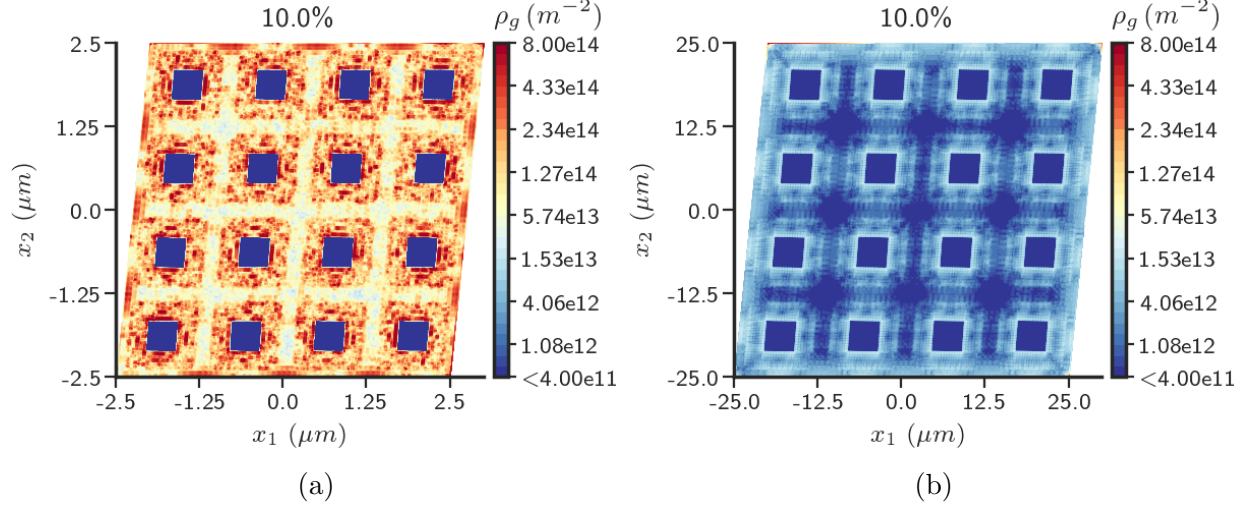 10.0%
ρ_g (m⁻²)
2.5
1.25
0.0
-1.25
-2.5
x₂ (μm)
-2.5
-1.25
0.0
1.25
2.5
x₁ (μm)
8.00e14
4.33e14
2.34e14
1.27e14
5.74e13
1.53e13
4.06e12
1.08e12
<4.00e11
(a)
10.0%
ρ_g (m⁻²)
25.0
12.5
0.0
-12.5
-25.0
x₂ (μm)
-25.0
-12.5
0.0
12.5
25.0
x₁ (μm)
8.00e14
4.33e14
2.34e14
1.27e14
5.74e13
1.53e13
4.06e12
1.08e12
<4.00e11
(b)